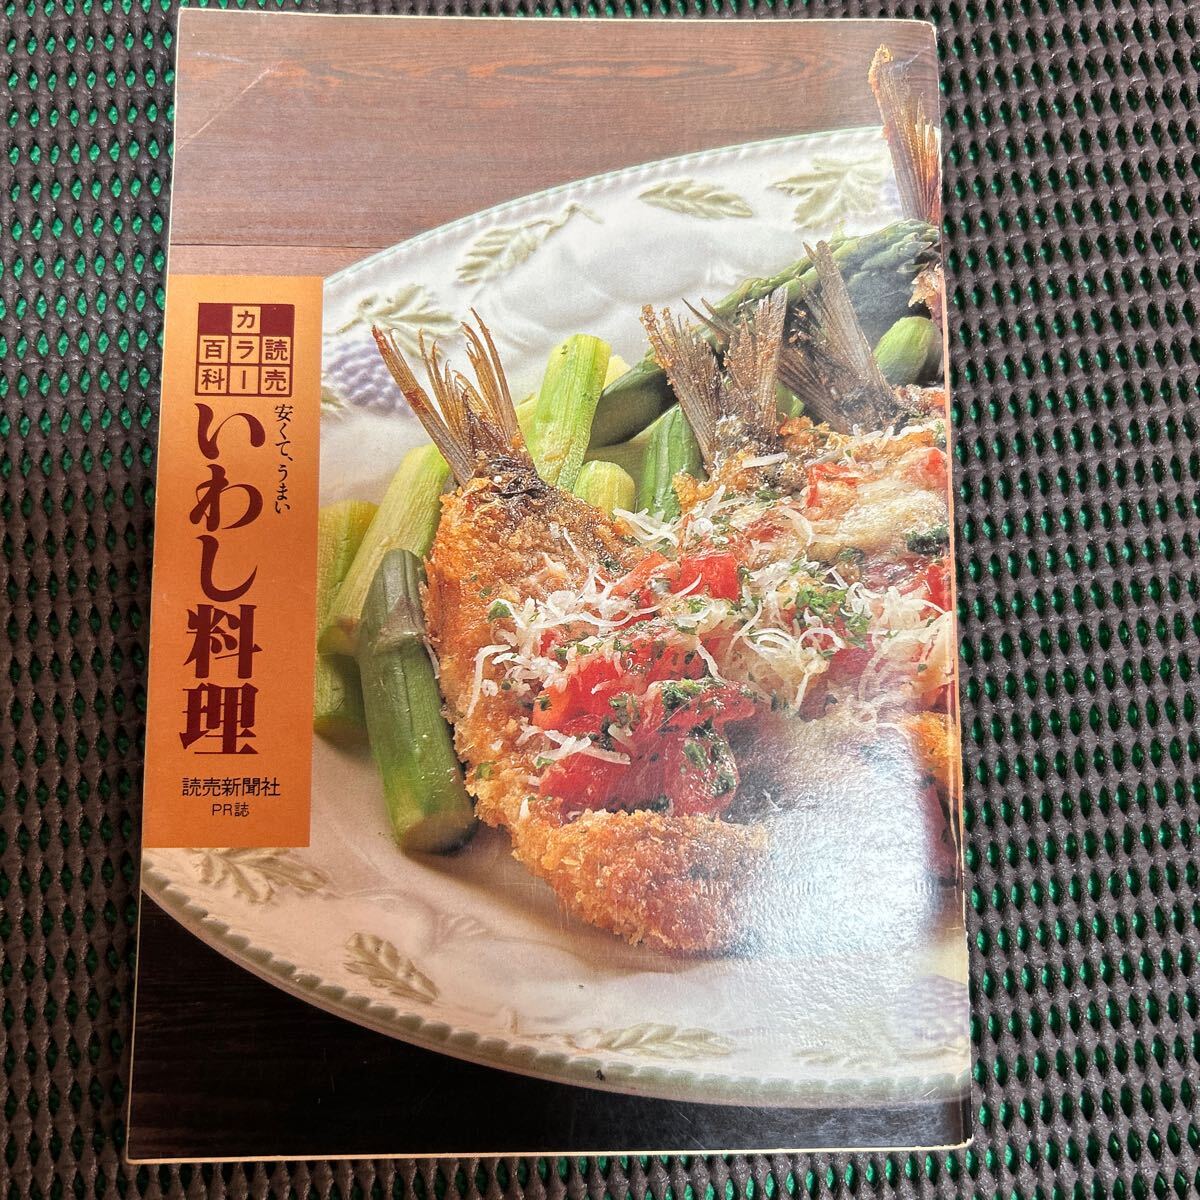 読売
カラー
百科
安くて、うまい
いわし料理
読売新聞社
PR誌